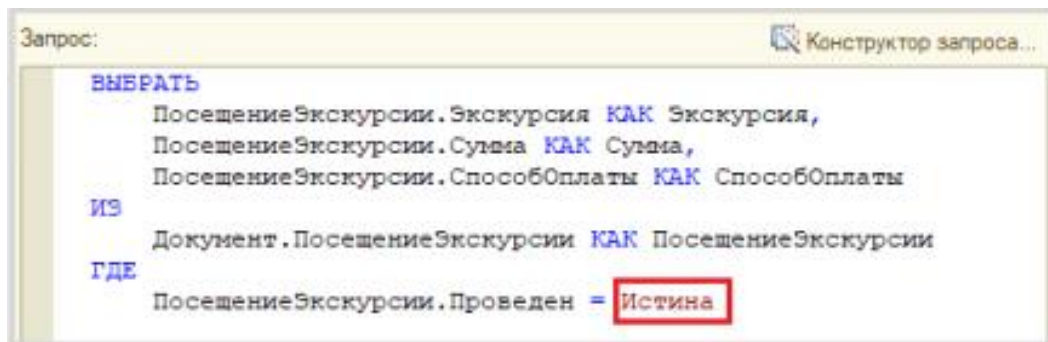 Запрос:
Конструктор запроса...
ВЫБРАТЬ
ПосещениеЭкскурсии.Экскурсия КАК Экскурсия,
ПосещениеЭкскурсии.Сумма КАК Сумма,
ПосещениеЭкскурсии.СпособОплаты КАК СпособОплаты
ИЗ
Документ.ПосещениеЭкскурсии КАК ПосещениеЭкскурсии
ГДЕ
ПосещениеЭкскурсии.Проведен = Истина